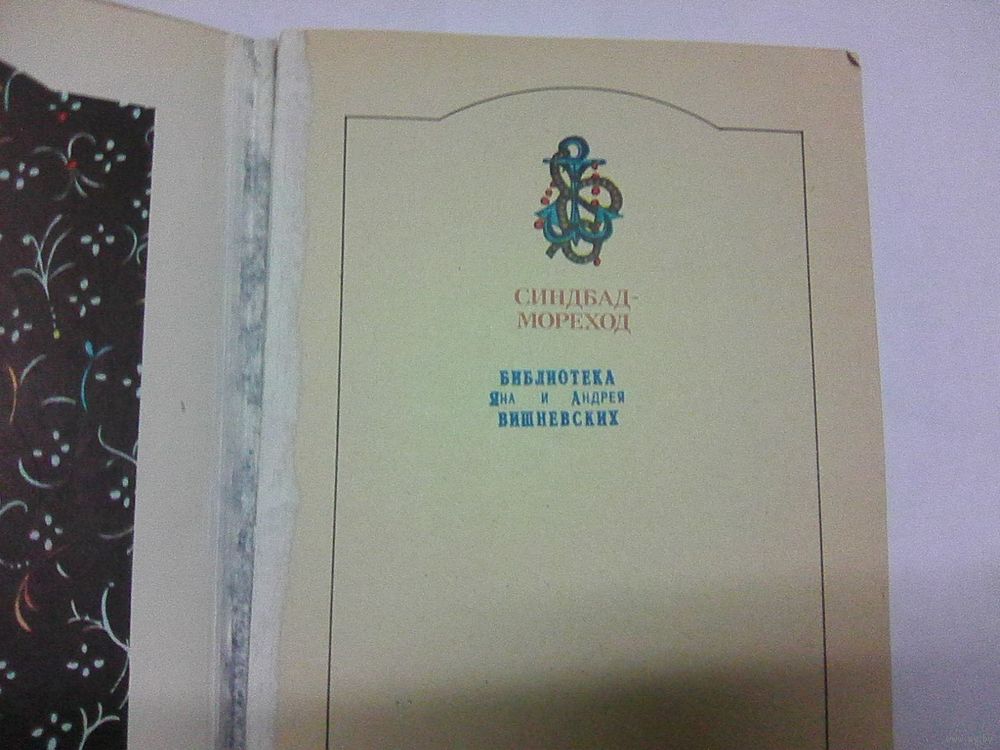 СИНДБАД-
МОРЕХОД
БИБЛИОТЕКА
Яна и Андрея
ВИШНЕВСКИХ